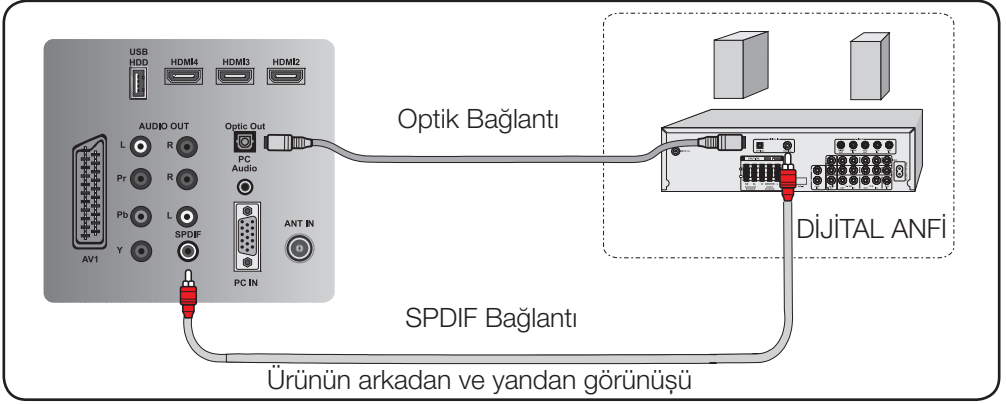 USB
HDD
HDMI4
HDMI3
HDMI2
AUDIO OUT
Optic Out
L
R
PC
Audio
Pr
R
Pb
L
SPDIF
ANT IN
Y
AV1
PC IN
Optik Bağlantı
DİJİTAL ANFİ
SPDIF Bağlantı
Ürünün arkadan ve yandan görünüşü